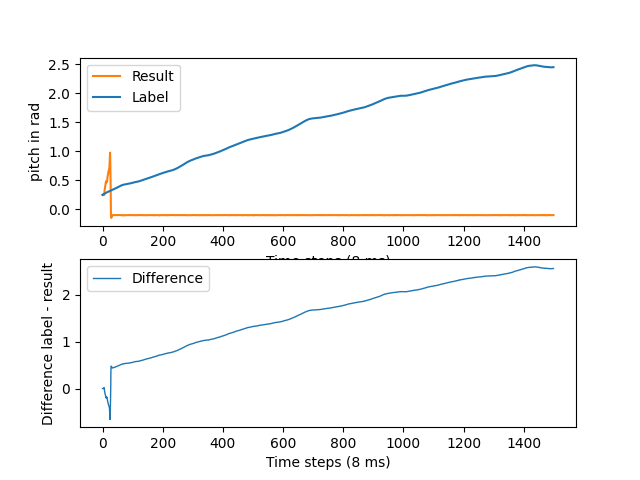 2.5
2.0
1.5
1.0
0.5
0.0
pitch in rad
Result
Label
0 200 400 600 800 1000 1200 1400
Time steps (8 ms)
2
1
0
Difference label - result
Difference
0 200 400 600 800 1000 1200 1400
Time steps (8 ms)